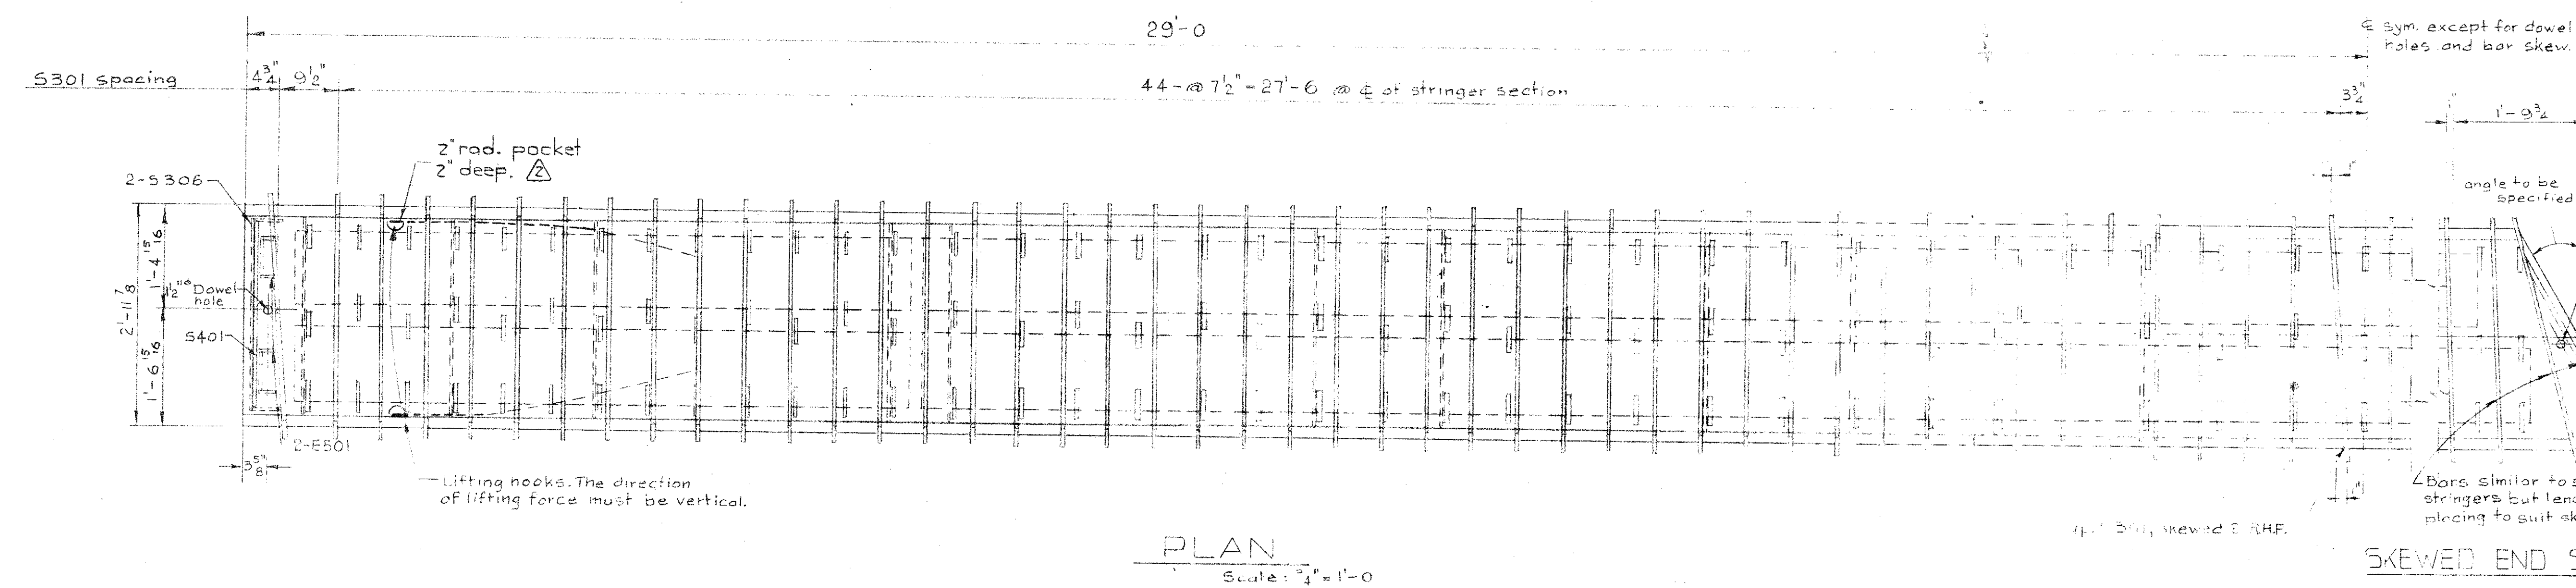 29'-0
₵ Sym. except for dowel
holes and bar skew.
S301 spacing
4¾" 9½"
44-@ 7½" = 27'-6 @ ₵ of stringer section
3¾"
1'-9¾
2" rad. pocket
2" deep. 2
2-S306
1"
angle to be
specified
2'-11⅞
1'-4 15/16
1'-6 15/16
1½"ø Dowel
hole
S401
2-E501
3⅝"
Lifting hooks. The direction
of lifting force must be vertical.
1"
Bars similar to
stringers but
placing to suit
skewed R.H.F.
PLAN
Scale: ¾" = 1'-0
SKEWED END